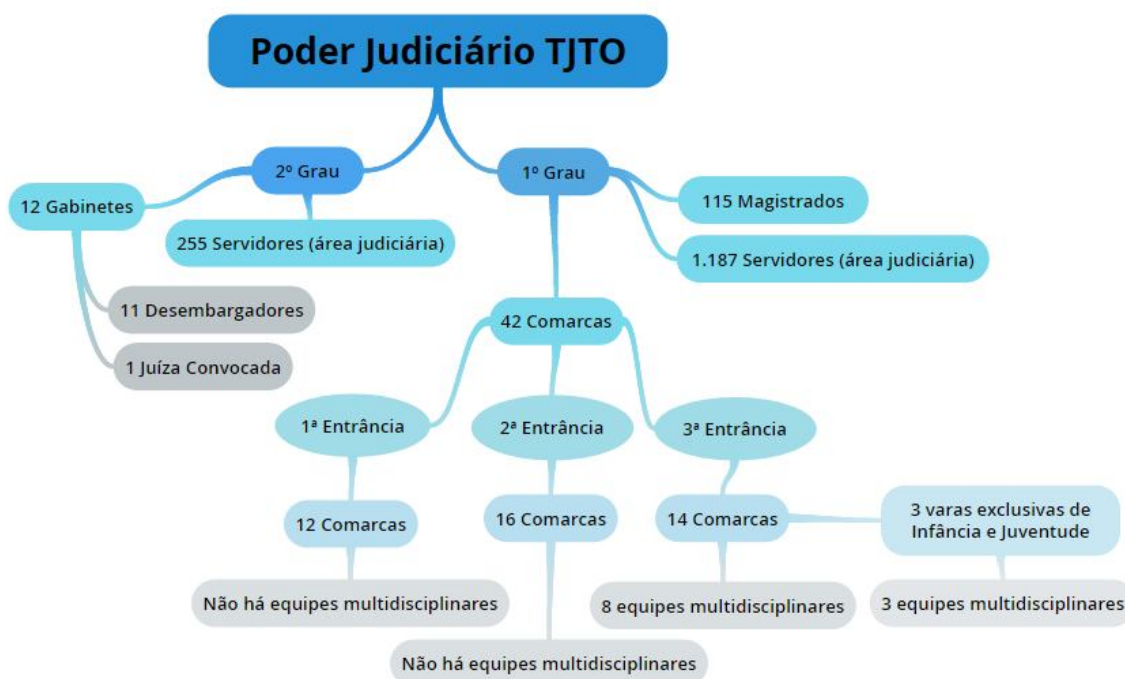 Poder Judiciário TJTO
2º Grau
1º Grau
12 Gabinetes
255 Servidores (área judiciária)
115 Magistrados
1.187 Servidores (área judiciária)
11 Desembargadores
1 Juíza Convocada
42 Comarcas
1ª Entrância
2ª Entrância
3ª Entrância
12 Comarcas
16 Comarcas
14 Comarcas
3 varas exclusivas de
Infância e Juventude
Não há equipes multidisciplinares
8 equipes multidisciplinares
3 equipes multidisciplinares
Não há equipes multidisciplinares